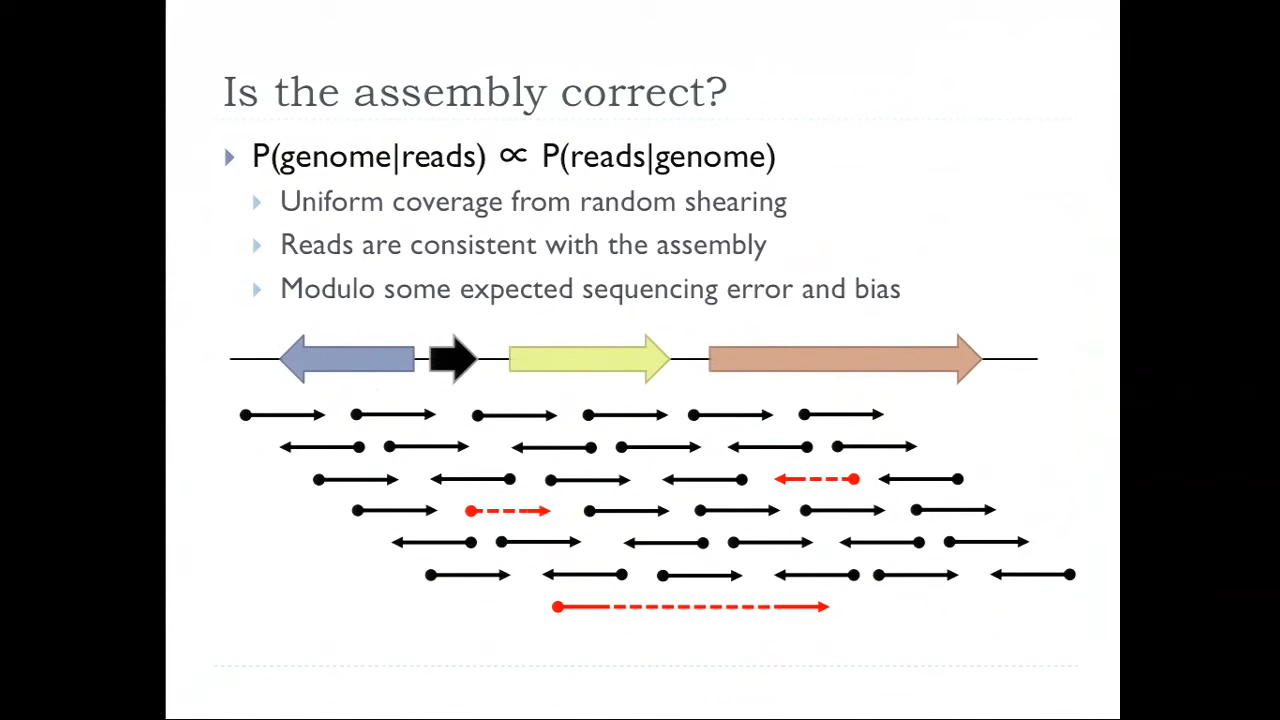 Is the assembly correct?
P(genome|reads) ∝ P(reads|genome)
Uniform coverage from random shearing
Reads are consistent with the assembly
Modulo some expected sequencing error and bias